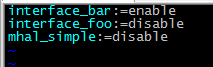 interface_bar:=enable
interface_foo:=disable
mhal_simple:=disable
~
~